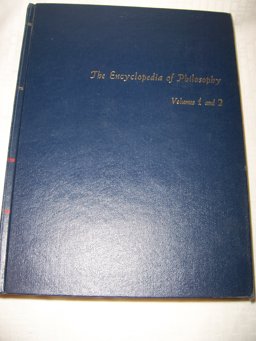 The Encyclopedia of Philosophy
Volumes 1 and 2